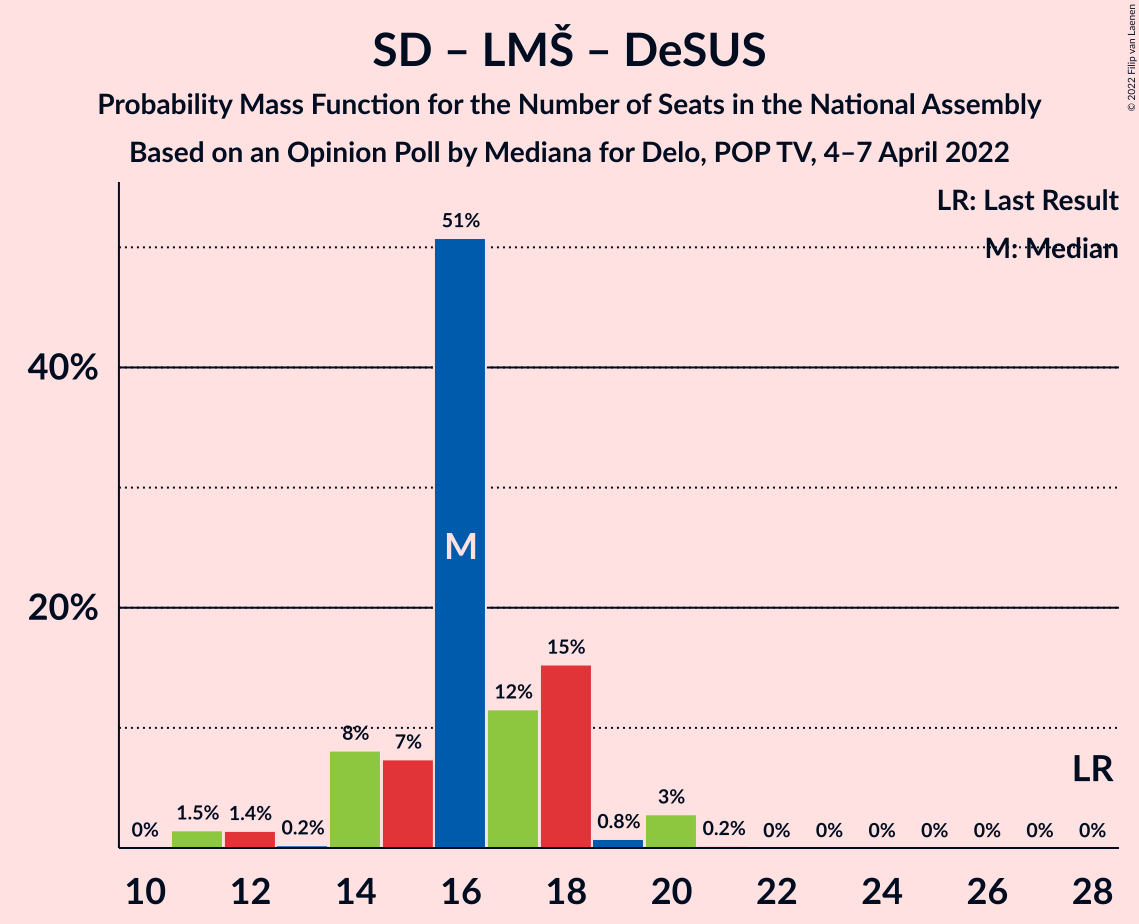 SD – LMŠ – DeSUS
Probability Mass Function for the Number of Seats in the National Assembly
Based on an Opinion Poll by Mediana for Delo, POP TV, 4–7 April 2022
© 2022 Filip van Laenen
LR: Last Result
M: Median
51%
40%
M
20%
15%
12%
8%
7%
LR
3%
0% 1.5% 1.4% 0.2% 0.8% 0.2% 0% 0% 0% 0% 0% 0% 0%
10 12 14 16 18 20 22 24 26 28